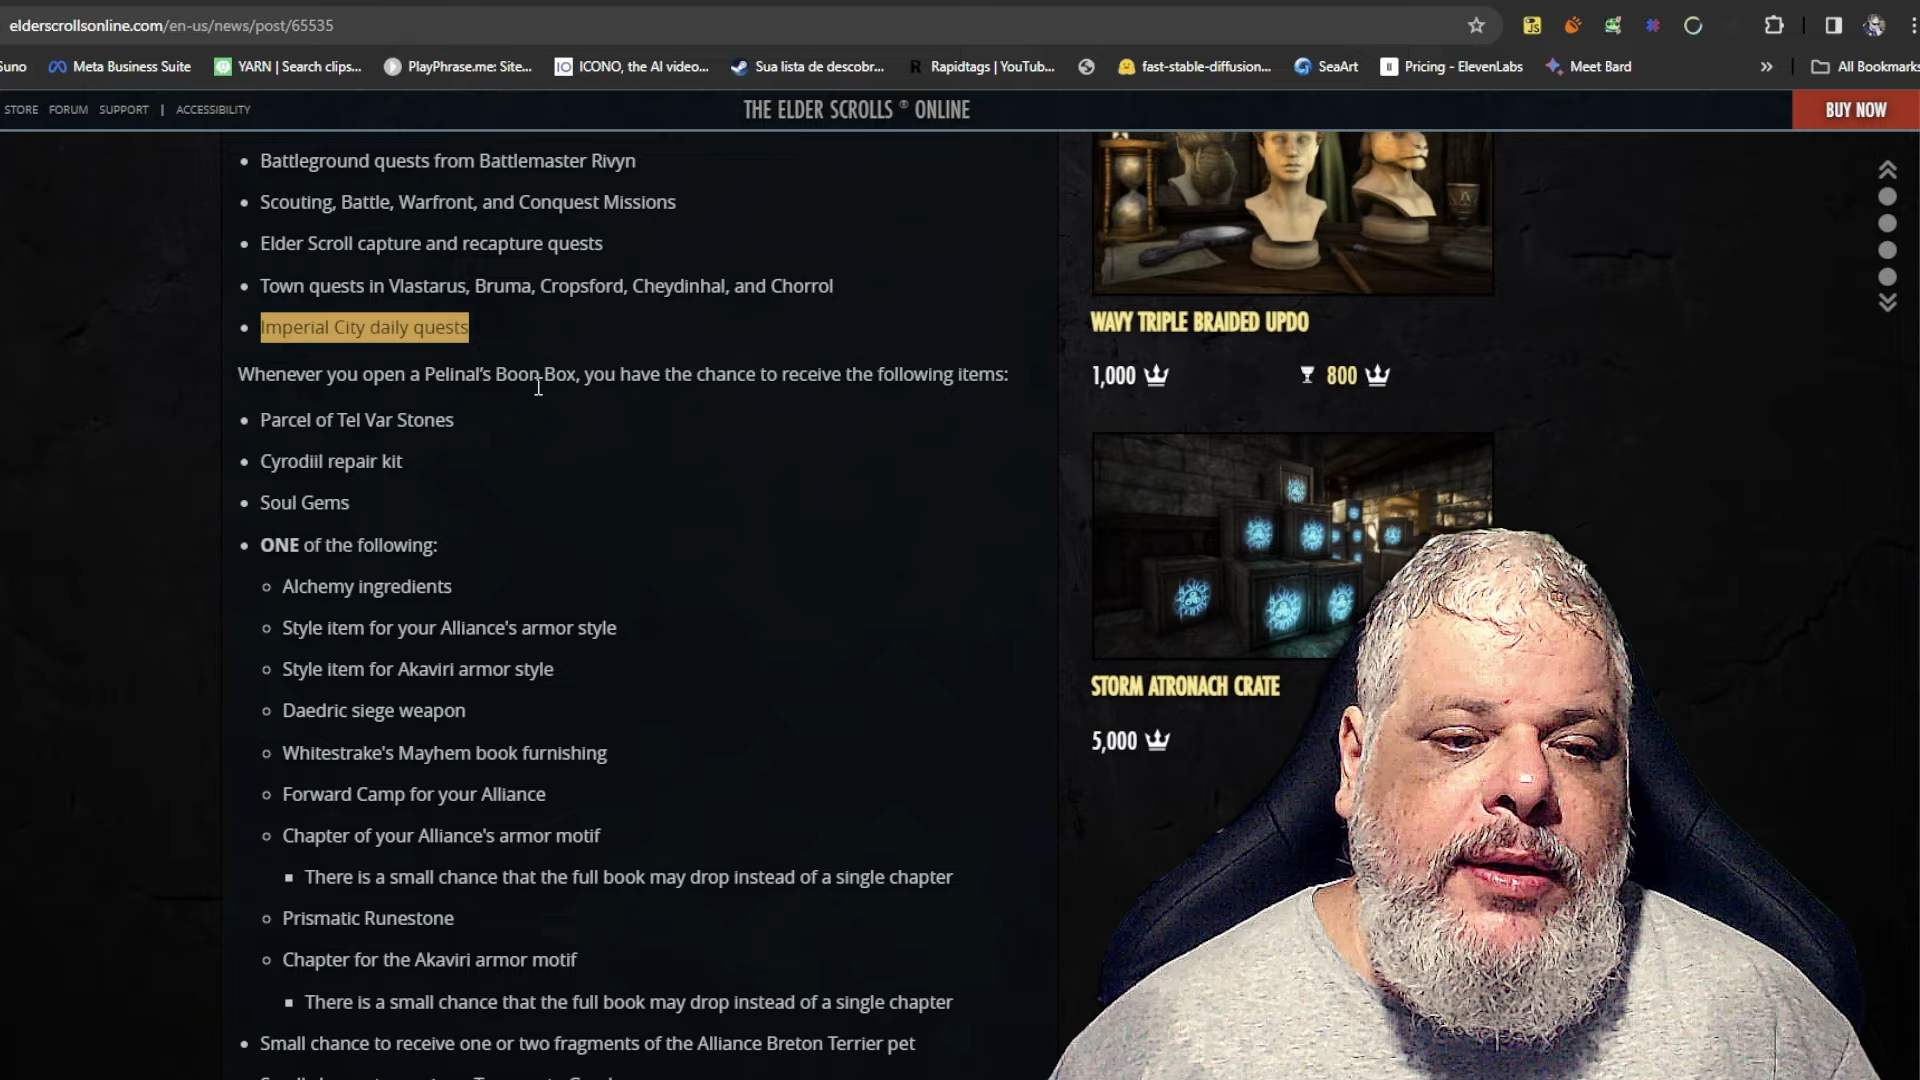 elderscrollsonline.com/en-us/news/post/65535
Suno
Meta Business Suite
YARN | Search clips...
PlayPhrase.me: Site...
ICONO, the AI video...
Sua lista de descobr...
Rapidtags | YouTub...
fast-stable-diffusion...
SeaArt
Pricing - ElevenLabs
Meet Bard
»
All Bookmarks
STORE FORUM SUPPORT | ACCESSIBILITY
THE ELDER SCROLLS ® ONLINE
BUY NOW
• Battleground quests from Battlemaster Rivyn
• Scouting, Battle, Warfront, and Conquest Missions
• Elder Scroll capture and recapture quests
• Town quests in Vlastarus, Bruma, Cropsford, Cheydinhal, and Chorrol
• Imperial City daily quests
Whenever you open a Pelinal’s Boon Box, you have the chance to receive the following items:
• Parcel of Tel Var Stones
• Cyrodiil repair kit
• Soul Gems
• ONE of the following:
◦ Alchemy ingredients
◦ Style item for your Alliance's armor style
◦ Style item for Akaviri armor style
◦ Daedric siege weapon
◦ Whitestrake's Mayhem book furnishing
◦ Forward Camp for your Alliance
◦ Chapter of your Alliance's armor motif
▪ There is a small chance that the full book may drop instead of a single chapter
◦ Prismatic Runestone
◦ Chapter for the Akaviri armor motif
▪ There is a small chance that the full book may drop instead of a single chapter
• Small chance to receive one or two fragments of the Alliance Breton Terrier pet
WAVY TRIPLE BRAIDED UPDO
1,000
800
STORM ATRONACH CRATE
5,000